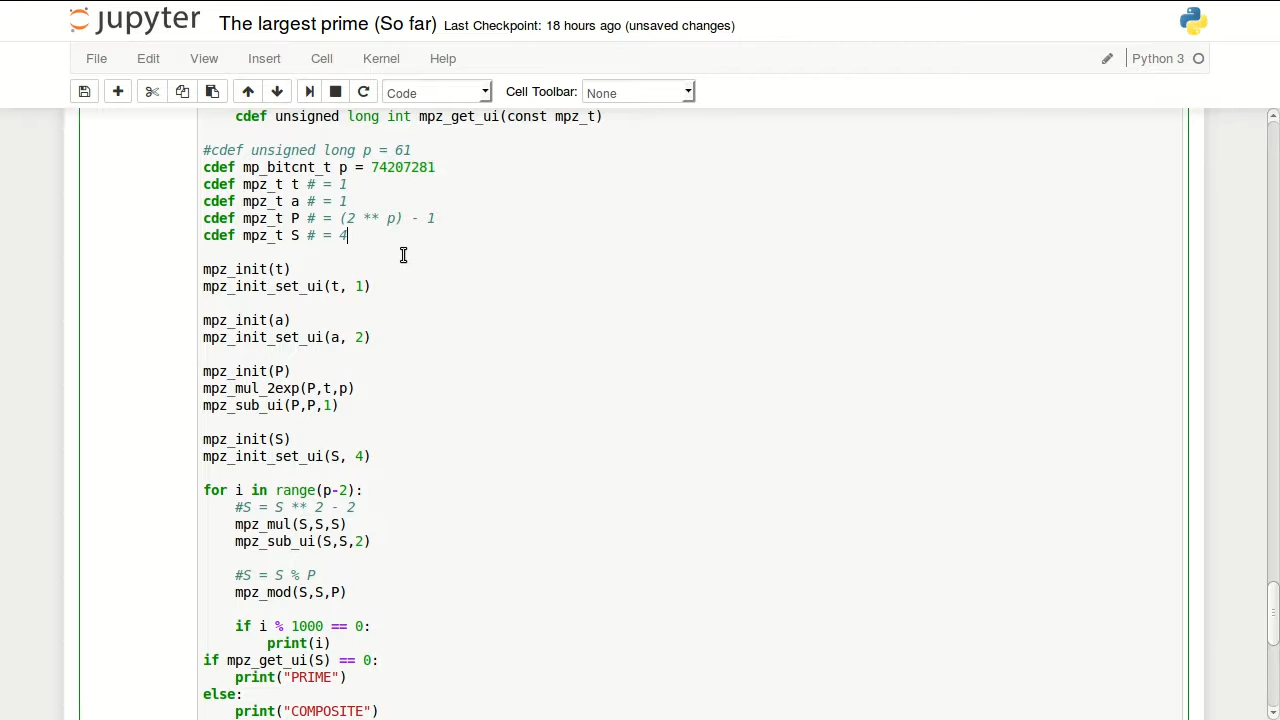 jupyter The largest prime (So far) Last Checkpoint: 18 hours ago (unsaved changes)
File Edit View Insert Cell Kernel Help Python 3
Code Cell Toolbar: None
    cdef unsigned long int mpz_get_ui(const mpz_t)
#cdef unsigned long p = 61
cdef mp_bitcnt_t p = 74207281
cdef mpz_t t # = 1
cdef mpz_t a # = 1
cdef mpz_t P # = (2 ** p) - 1
cdef mpz_t S # = 4
mpz_init(t)
mpz_init_set_ui(t, 1)
mpz_init(a)
mpz_init_set_ui(a, 2)
mpz_init(P)
mpz_mul_2exp(P,t,p)
mpz_sub_ui(P,P,1)
mpz_init(S)
mpz_init_set_ui(S, 4)
for i in range(p-2):
    #S = S ** 2 - 2
    mpz_mul(S,S,S)
    mpz_sub_ui(S,S,2)
    #S = S % P
    mpz_mod(S,S,P)
    if i % 1000 == 0:
        print(i)
if mpz_get_ui(S) == 0:
    print("PRIME")
else:
    print("COMPOSITE")